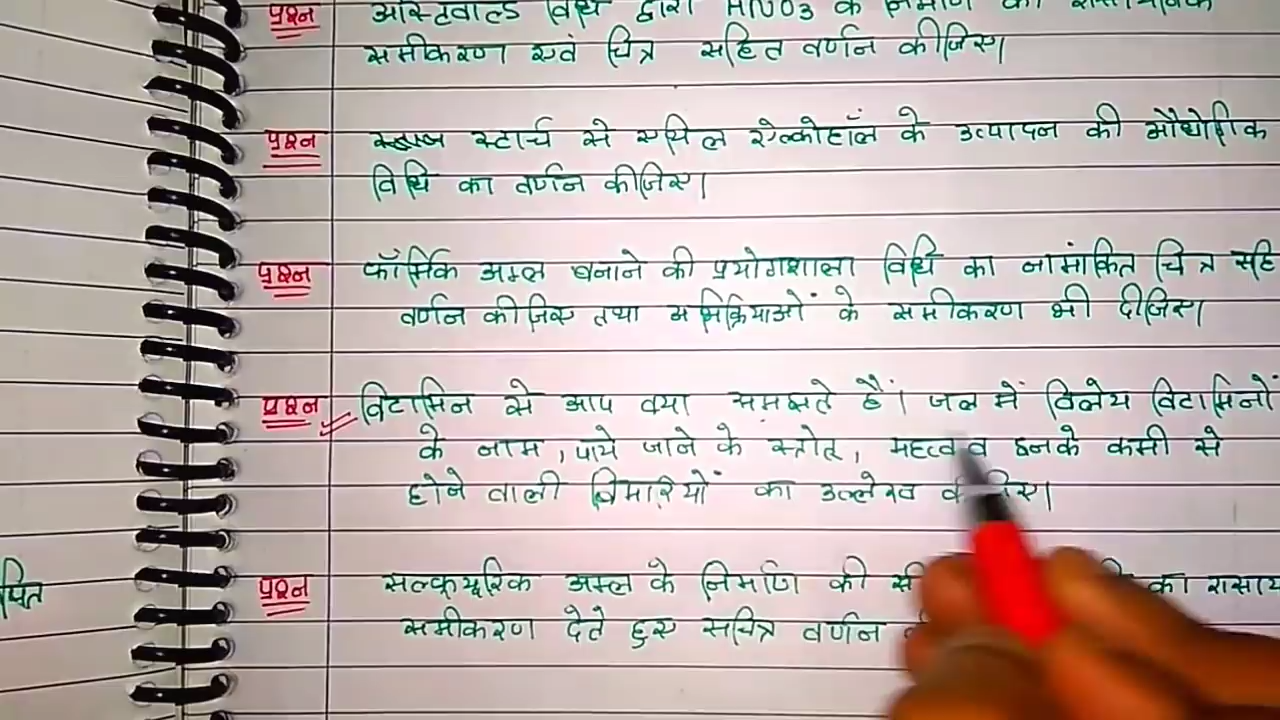 प्रश्न ओस्टवाल्ड विधि द्वारा HNO3 के निर्माण का रासायनिक
समीकरण एवं चित्र सहित वर्णन कीजिए।
प्रश्न स्टार्च से एथिल ऐल्कोहॉल के उत्पादन की औद्योगिक
विधि का वर्णन कीजिए।
प्रश्न फॉर्मिक अम्ल बनाने की प्रयोगशाला विधि का नामांकित चित्र सहि
वर्णन कीजिए तथा अभिक्रियाओं के समीकरण भी दीजिए।
प्रश्न विटामिन से आप क्या समझते हैं। जल में विलेय विटामिनों
के नाम, पाये जाने के स्त्रोत, महत्व व इनके कमी से
होने वाली बिमारियों का उल्लेख कीजिए।
पित
प्रश्न सल्फ्यूरिक अम्ल के निर्माण की सी का रासाय
समीकरण देते हुए सचित्र वर्णन